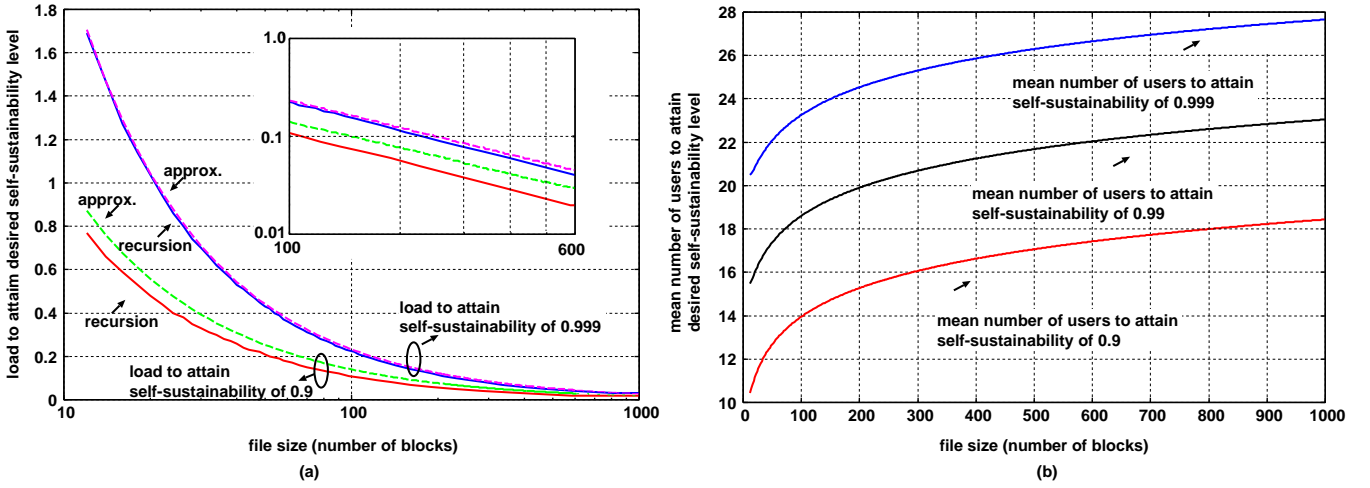 load to attaim desired self-sustainability level
1.8
1.6
1.4
1.2
1
0.8
0.6
0.4
0.2
0
10
100
1000
file size (number of blocks)
(a)
1.0
0.1
0.01
100
600
approx.
approx.
recursion
recursion
load to attain
self-sustainability of 0.999
load to attain
self-sustainability of 0.9
mean number of users to attain
desired self-sustainability level
28
26
24
22
20
18
16
14
12
10
0
100
200
300
400
500
600
700
800
900
1000
file size (number of blocks)
(b)
mean number of users to attain
self-sustainability of 0.999
mean number of users to attain
self-sustainability of 0.99
mean number of users to attain
self-sustainability of 0.9